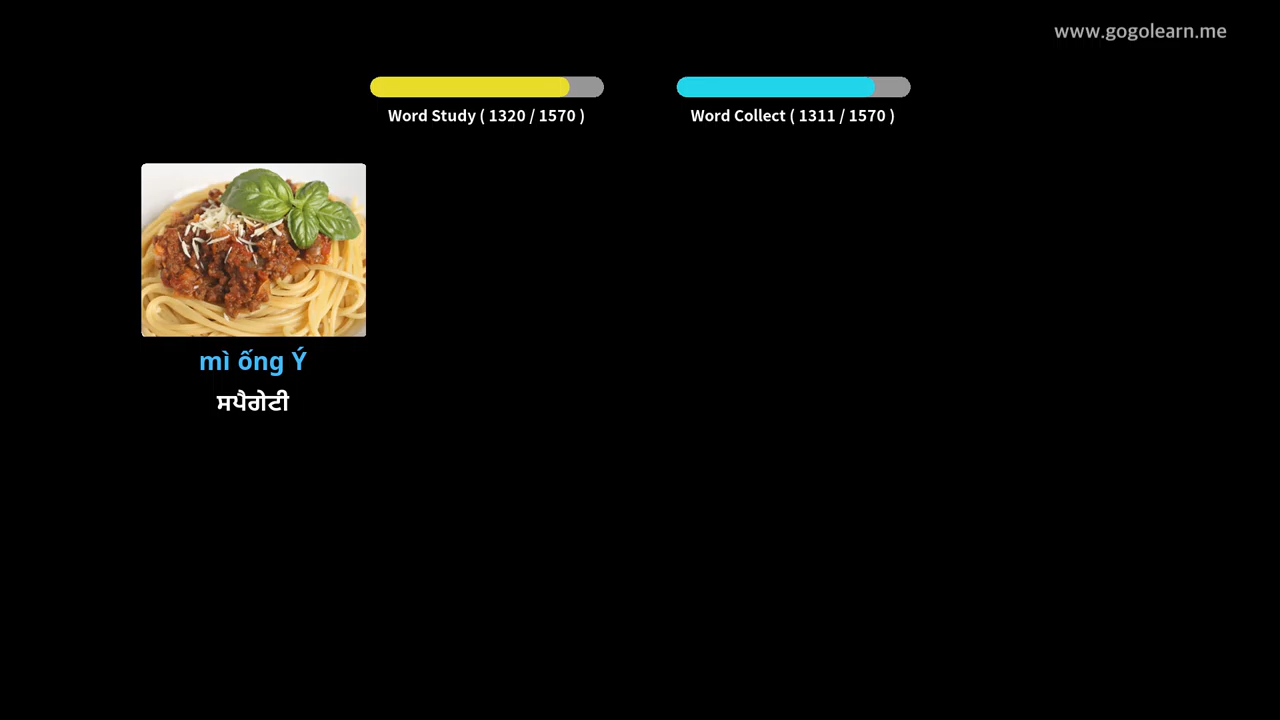 www.gogolearn.me
Word Study ( 1320 / 1570 )
Word Collect ( 1311 / 1570 )
mì ống Ý
ਸਪੈਗੇਟੀ